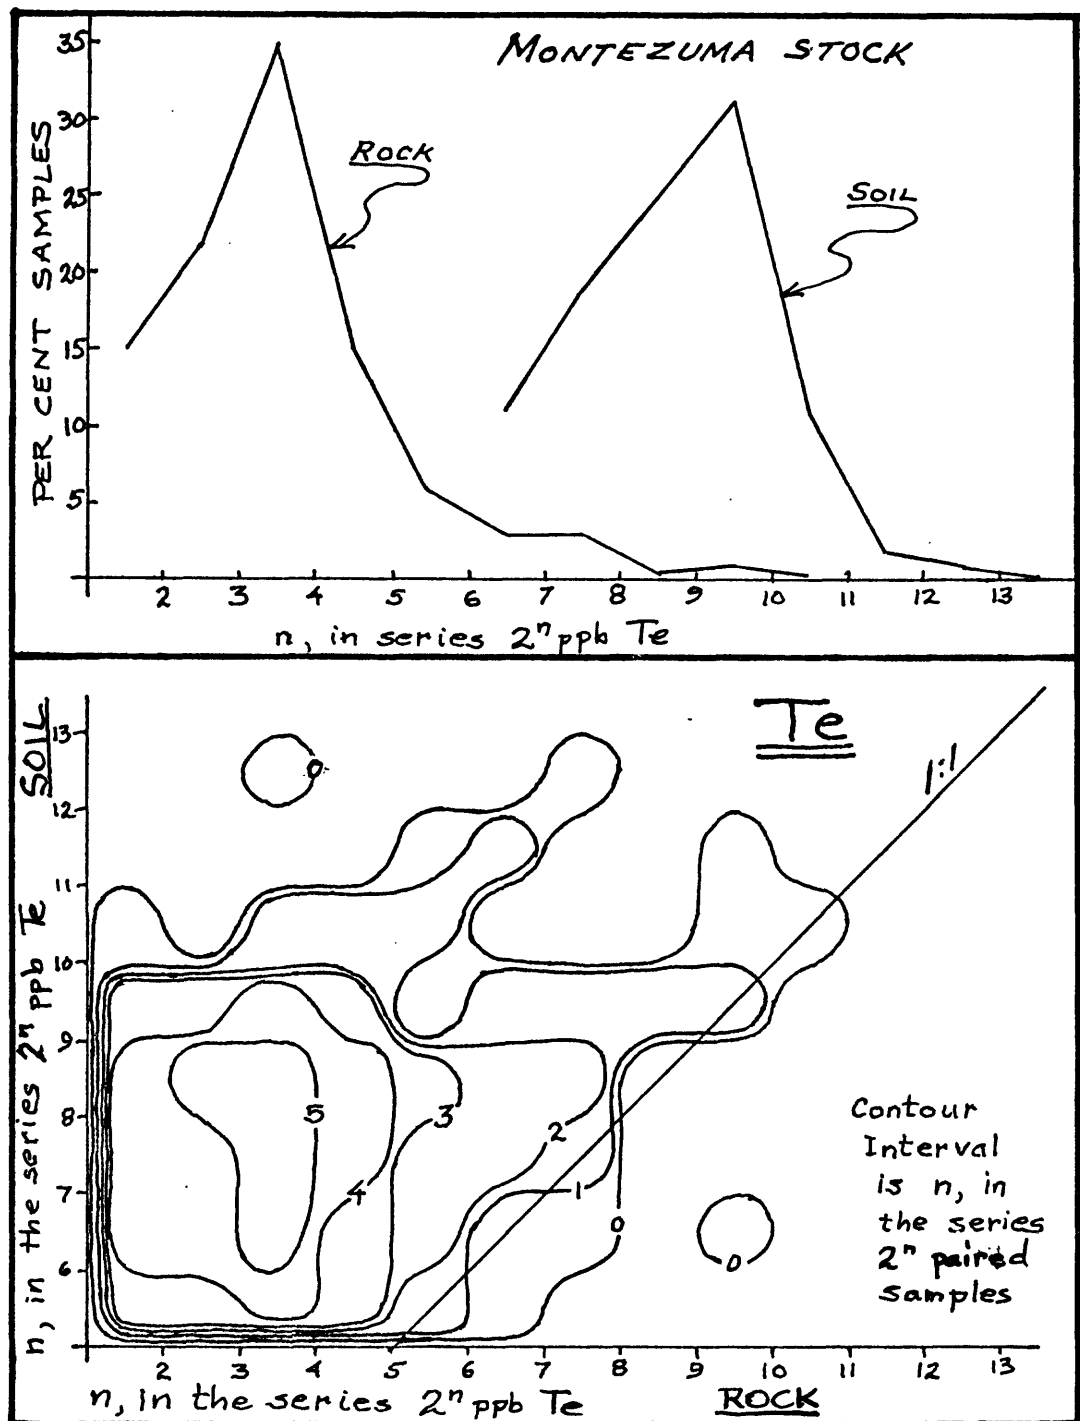 MONTEZUMA STOCK
PER CENT SAMPLES
35
30
25
20
15
10
5
ROCK
SOIL
2 3 4 5 6 7 8 9 10 11 12 13
n, in series 2ⁿ ppb Te
Te
1:1
SOIL
n, in the series 2ⁿ ppb Te
13
12
11
10
9
8
7
6
0
5
3
2
4
1
0
0
Contour
Interval
is n, in
the series
2ⁿ paired
samples
2 3 4 5 6 7 8 9 10 11 12 13
n, in the series 2ⁿ ppb Te
ROCK